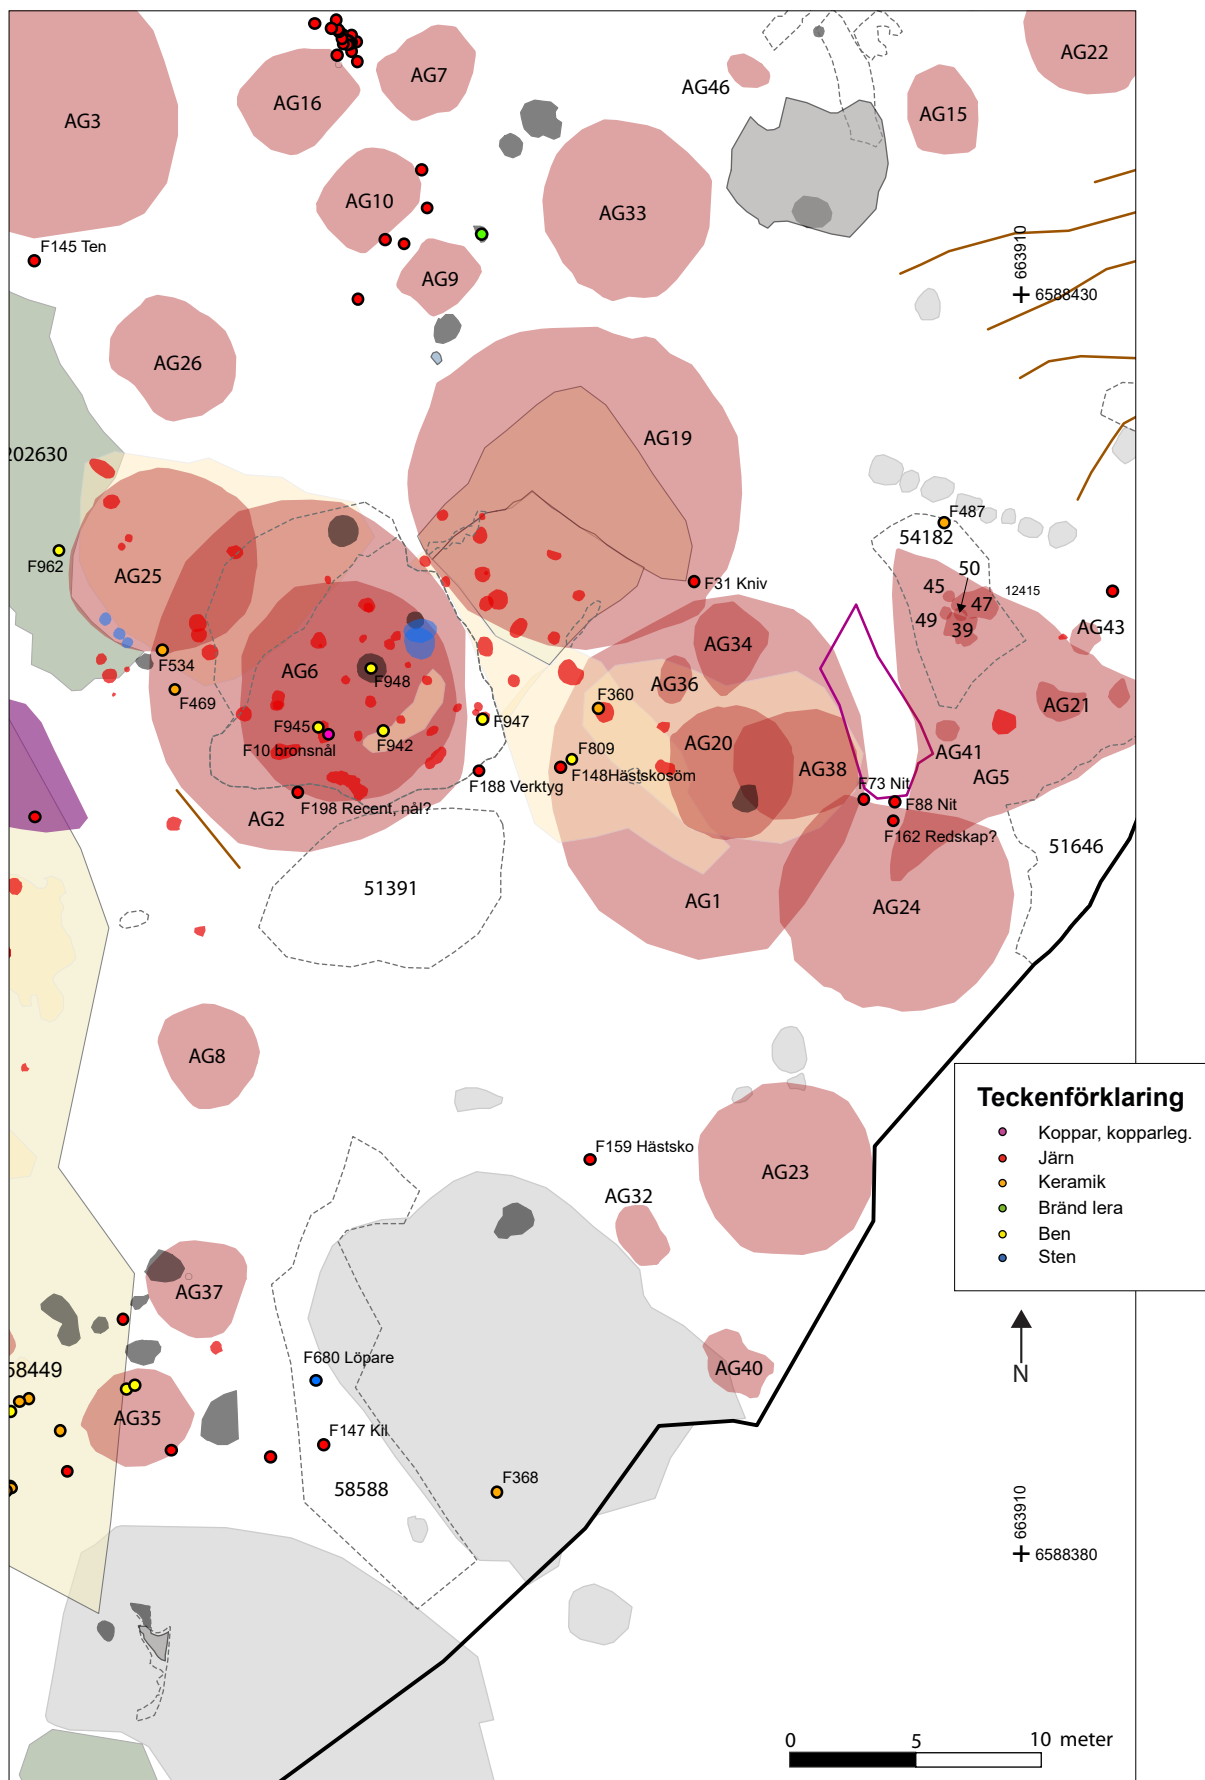 AG22
AG7
AG46
AG16
AG15
AG3
AG10
AG33
F145 Ten
663910
AG9
6588430
AG26
AG19
202630
F487
54182
F962
50
AG25
45
F31 Kniv
12415
47
49
AG43
39
AG34
F534
AG6
F948
AG36
F469
F360
AG21
F945
F947
F10 bronsnål
F942
AG20
AG41
F809
AG38
F148Hästskosöm
AG5
F188 Verktyg
F73 Nit
F198 Recent, nål?
F88 Nit
AG2
F162 Redskap?
51646
51391
AG1
AG24
AG8
Teckenförklaring
Koppar, kopparleg.
Järn
Keramik
Bränd lera
Ben
Sten
F159 Hästsko
AG23
AG32
AG37
N
F680 Löpare
58449
AG40
AG35
F147 Kil
F368
58588
663910
6588380
0 5 10 meter